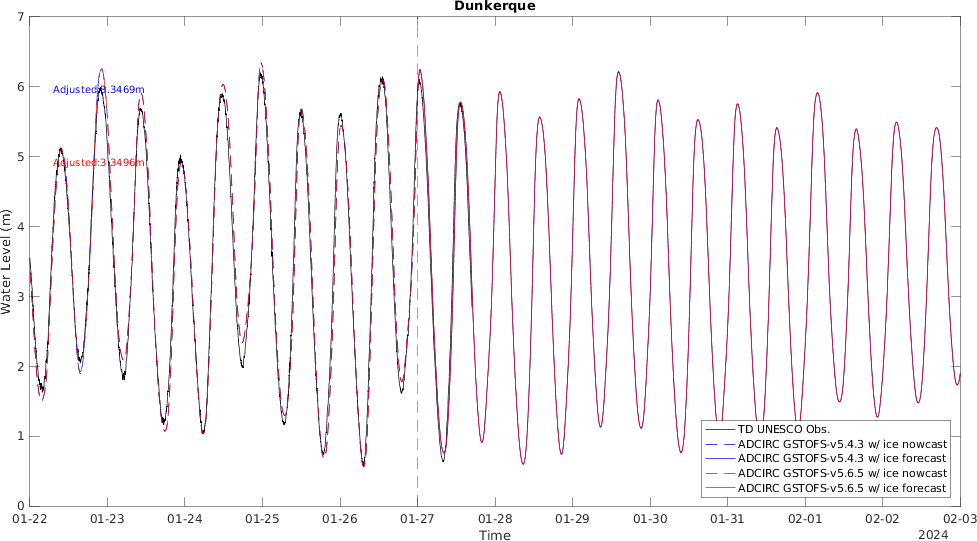 Dunkerque
7
6
5
4
3
2
1
0
Water Level (m)
Adjusted:3.3469m
Adjusted:3.3496m
TD UNESCO Obs.
ADCIRC GSTOFS-v5.4.3 w/ ice nowcast
ADCIRC GSTOFS-v5.4.3 w/ ice forecast
ADCIRC GSTOFS-v5.6.5 w/ ice nowcast
ADCIRC GSTOFS-v5.6.5 w/ ice forecast
01-22 01-23 01-24 01-25 01-26 01-27 01-28 01-29 01-30 01-31 02-01 02-02 02-03
Time
2024